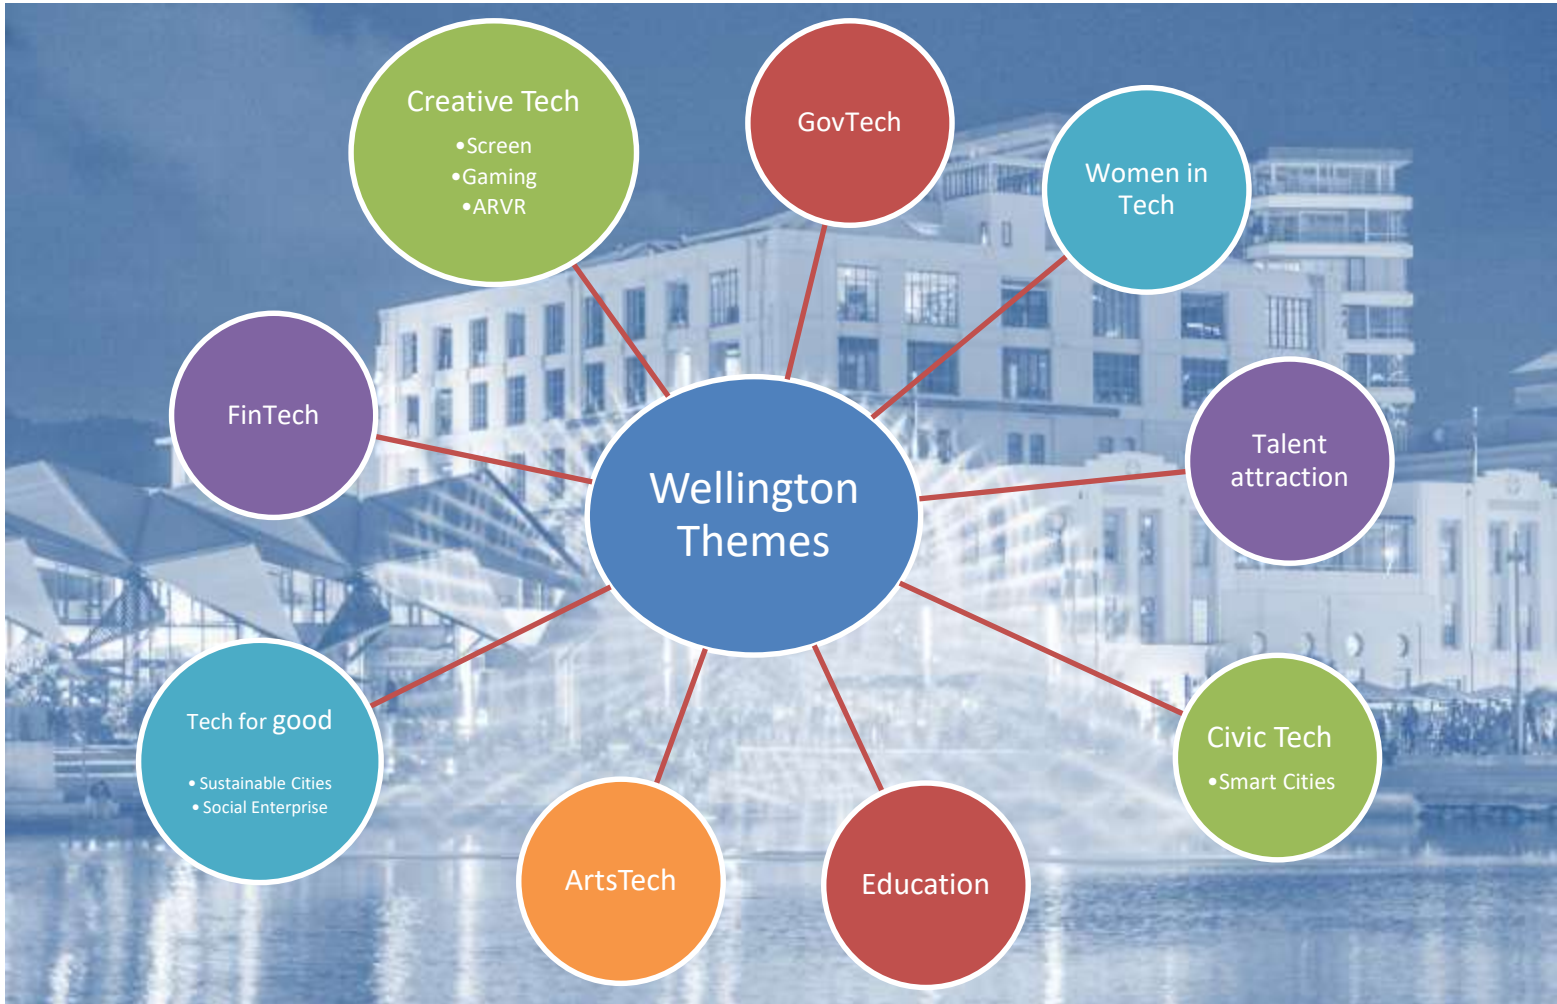 Creative Tech
•Screen
•Gaming
•ARVR
GovTech
Women in
Tech
FinTech
Talent
attraction
Wellington
Themes
Tech for good
• Sustainable Cities
• Social Enterprise
Civic Tech
•Smart Cities
ArtsTech
Education